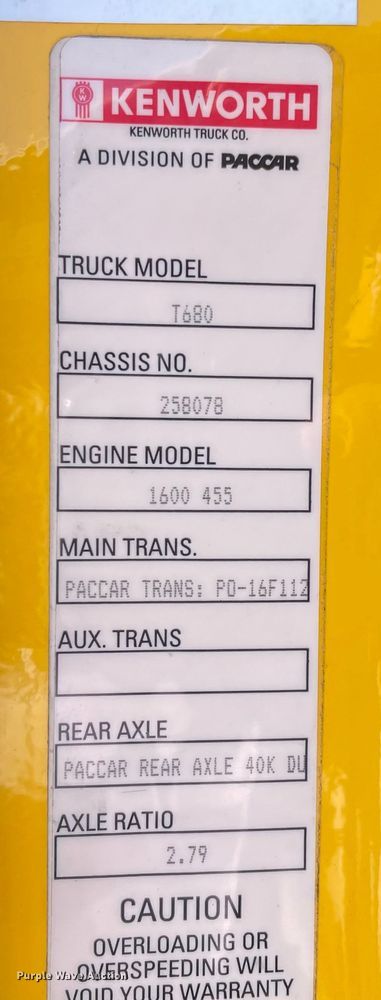 KW KENWORTH
KENWORTH TRUCK CO.
A DIVISION OF PACCAR
TRUCK MODEL
T680
CHASSIS NO.
258078
ENGINE MODEL
1600 455
MAIN TRANS.
PACCAR TRANS: PO-16F112
AUX. TRANS
REAR AXLE
PACCAR REAR AXLE 40K DU
AXLE RATIO
2.79
CAUTION
OVERLOADING OR
OVERSPEEDING WILL
VOID YOUR WARRANTY
Purple Wave Auction